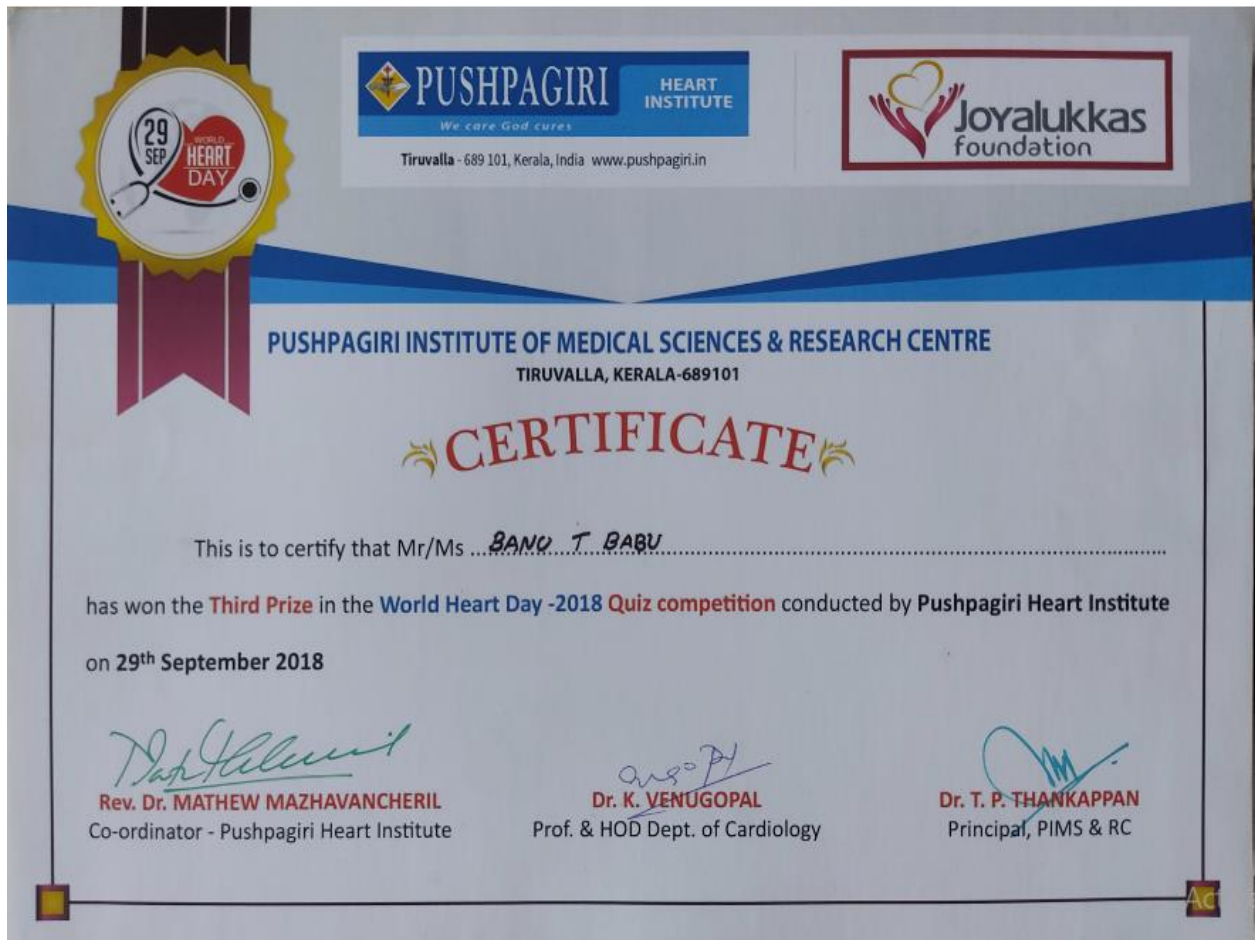 29
SEP
WORLD
HEART
DAY
PUSHPAGIRI
We care God cures
HEART
INSTITUTE
Tiruvalla - 689 101, Kerala, India www.pushpagiri.in
Joyalukkas
foundation
PUSHPAGIRI INSTITUTE OF MEDICAL SCIENCES & RESEARCH CENTRE
TIRUVALLA, KERALA-689101
CERTIFICATE
This is to certify that Mr/Ms ...BANU T BABU...
has won the Third Prize in the World Heart Day -2018 Quiz competition conducted by Pushpagiri Heart Institute
on 29th September 2018
Rev. Dr. MATHEW MAZHAVANCHERIL
Co-ordinator - Pushpagiri Heart Institute
Dr. K. VENUGOPAL
Prof. & HOD Dept. of Cardiology
Dr. T. P. THANKAPPAN
Principal, PIMS & RC